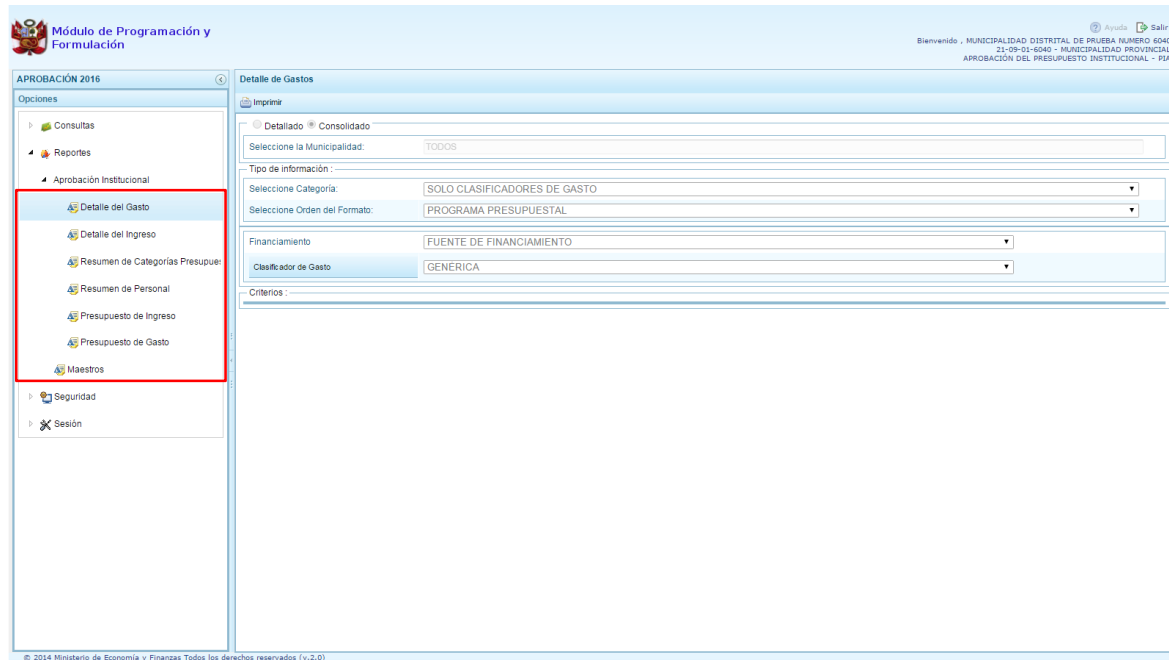 Módulo de Programación y
Formulación
Ayuda Salir
Bienvenido , MUNICIPALIDAD DISTRITAL DE PRUEBA NUMERO 6040
21-09-01-6040 - MUNICIPALIDAD PROVINCIAL
APROBACIÓN DEL PRESUPUESTO INSTITUCIONAL - PIA
APROBACIÓN 2016
Opciones
Consultas
Reportes
Aprobación Institucional
Detalle del Gasto
Detalle del Ingreso
Resumen de Categorías Presupues
Resumen de Personal
Presupuesto de Ingreso
Presupuesto de Gasto
Maestros
Seguridad
Sesión
Detalle de Gastos
Imprimir
Detallado Consolidado
Seleccione la Municipalidad: TODOS
Tipo de información :
Seleccione Categoría: SOLO CLASIFICADORES DE GASTO
Seleccione Orden del Formato: PROGRAMA PRESUPUESTAL
Financiamiento FUENTE DE FINANCIAMIENTO
Clasificador de Gasto GENÉRICA
Criterios :
© 2014 Ministerio de Economía y Finanzas Todos los derechos reservados (v.2.0)